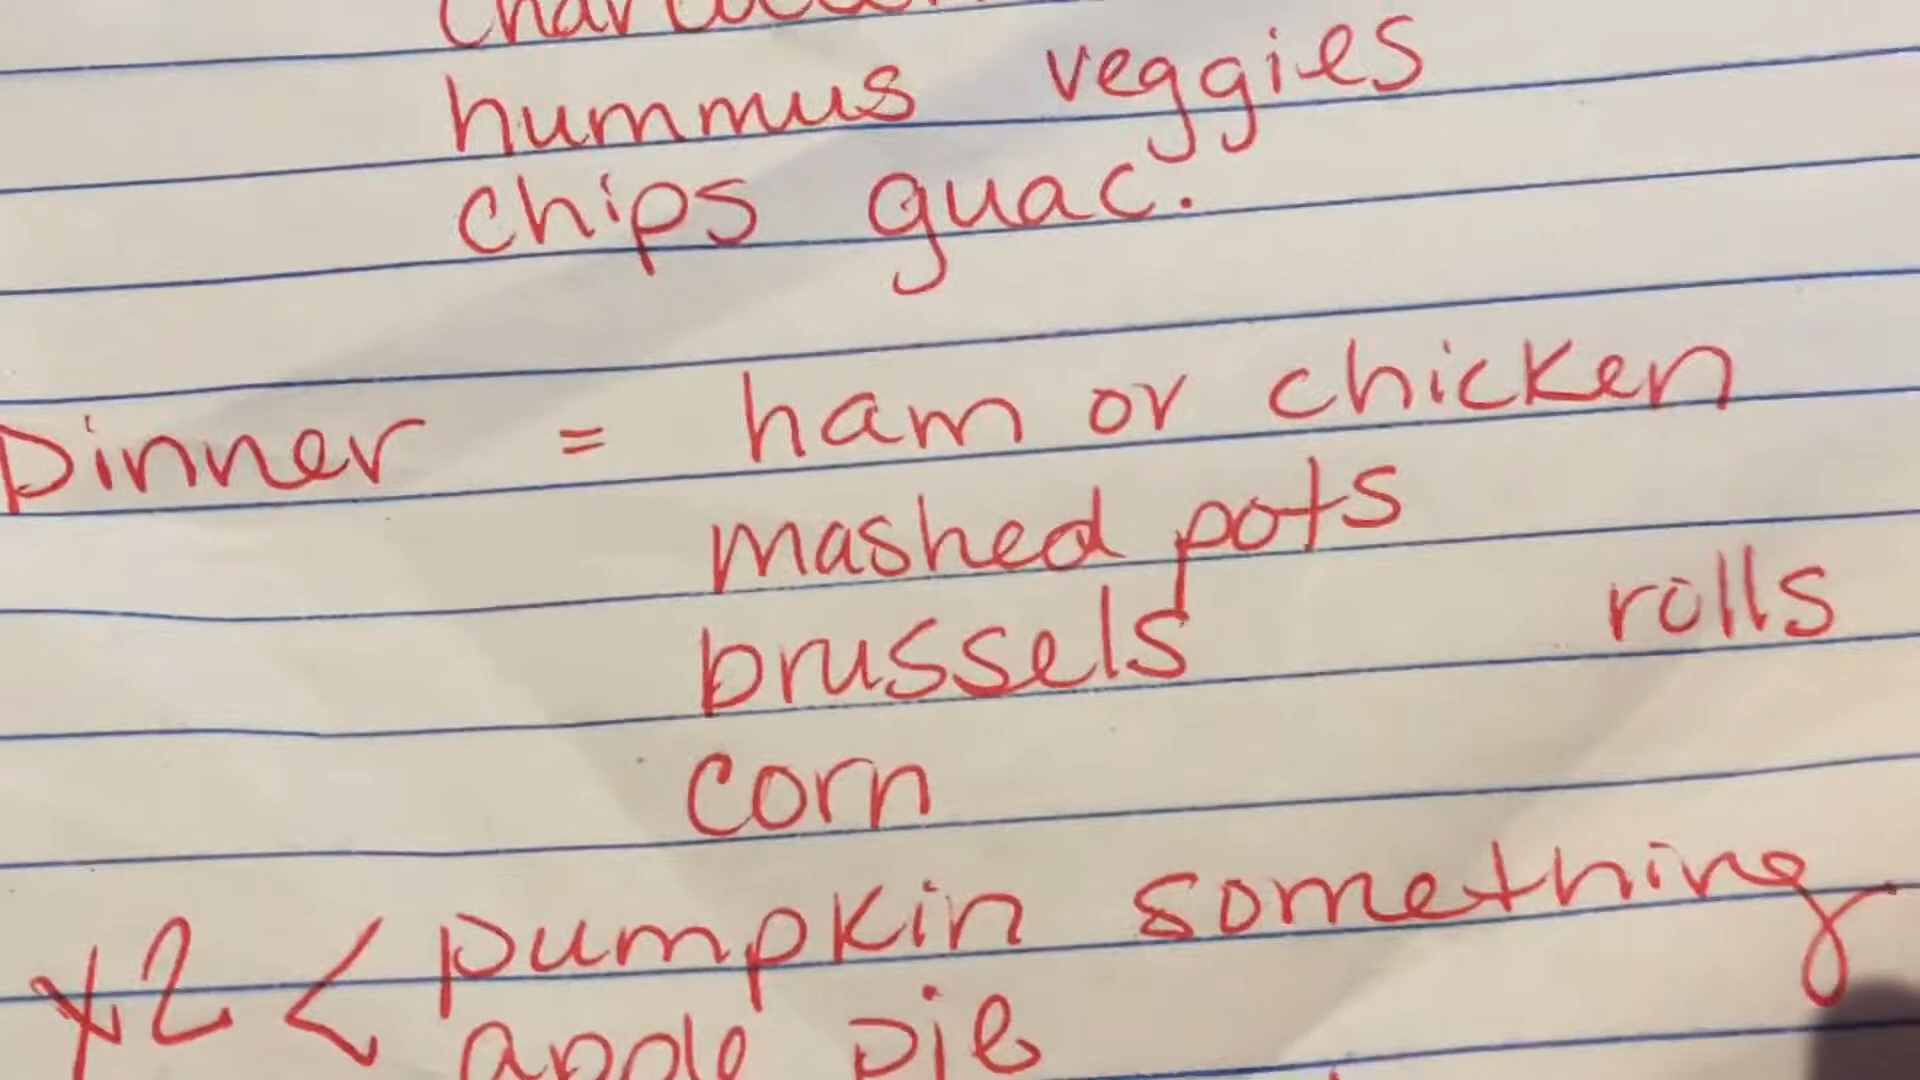 hummus veggies
chips guac.
Dinner = ham or chicken
mashed pots
brussels rolls
corn
x2 < pumpkin something
apple pie